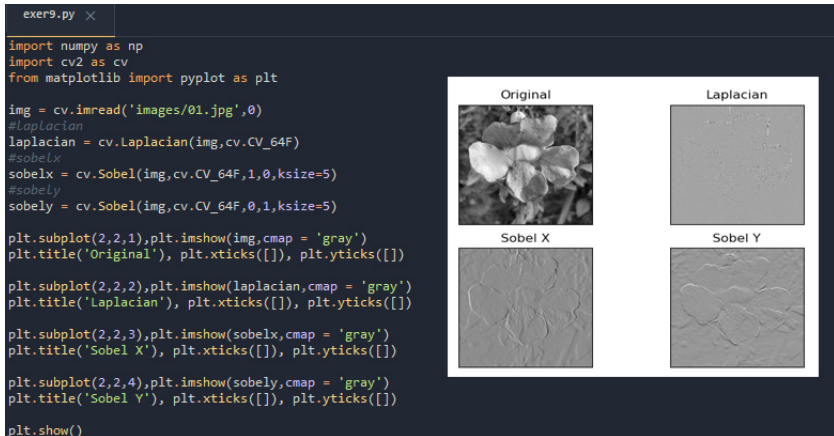 exer9.py ×
import numpy as np
import cv2 as cv
from matplotlib import pyplot as plt
img = cv.imread('images/01.jpg',0)
#laplacian
laplacian = cv.Laplacian(img,cv.CV_64F)
#sobelx
sobelx = cv.Sobel(img,cv.CV_64F,1,0,ksize=5)
#sobely
sobely = cv.Sobel(img,cv.CV_64F,0,1,ksize=5)
plt.subplot(2,2,1),plt.imshow(img,cmap = 'gray')
plt.title('Original'), plt.xticks([]), plt.yticks([])
plt.subplot(2,2,2),plt.imshow(laplacian,cmap = 'gray')
plt.title('Laplacian'), plt.xticks([]), plt.yticks([])
plt.subplot(2,2,3),plt.imshow(sobelx,cmap = 'gray')
plt.title('Sobel X'), plt.xticks([]), plt.yticks([])
plt.subplot(2,2,4),plt.imshow(sobely,cmap = 'gray')
plt.title('Sobel Y'), plt.xticks([]), plt.yticks([])
plt.show()
Original
Laplacian
Sobel X
Sobel Y